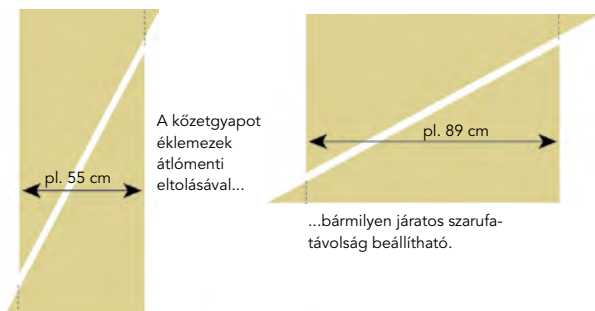 pl. 55 cm
A kőzetgyapot
éklemezek
átlómenti
eltolásával...
pl. 89 cm
...bármilyen járatos szarufa-
távolság beállítható.